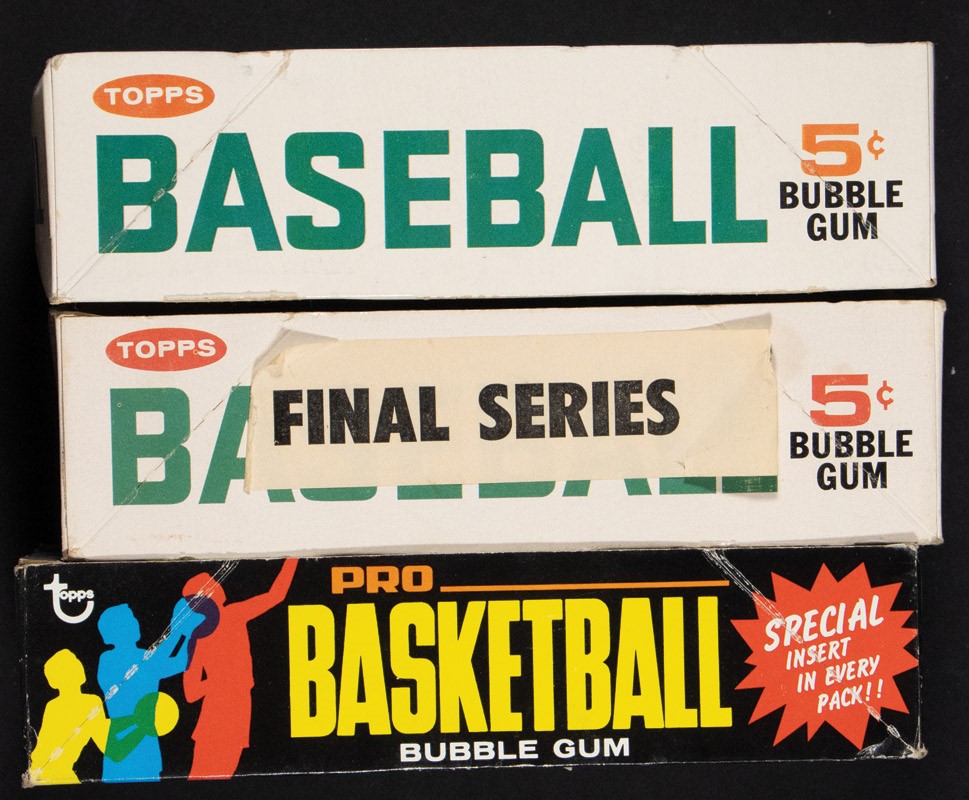 TOPPS
BASEBALL
5¢
BUBBLE
GUM
TOPPS
BASEBALL
FINAL SERIES
5¢
BUBBLE
GUM
topps
PRO
BASKETBALL
BUBBLE GUM
SPECIAL
INSERT
IN EVERY
PACK!!